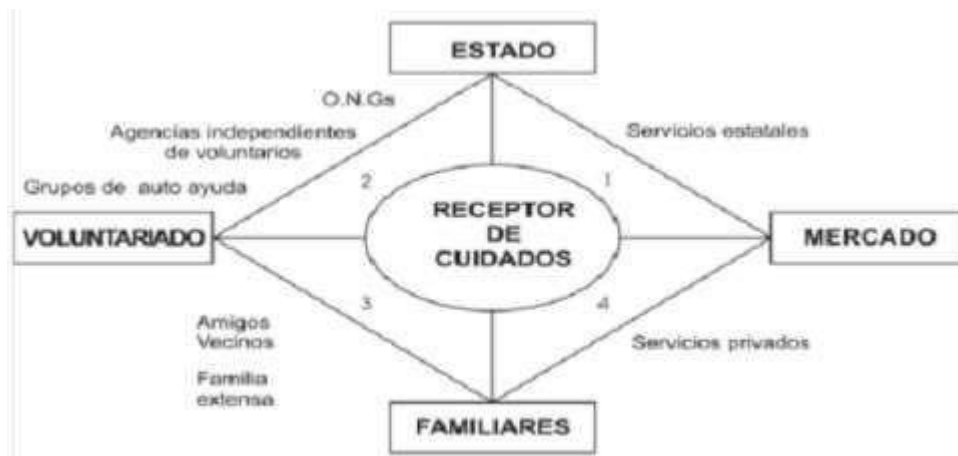 ESTADO
O.N.Gs
Agencias independientes
de voluntarios
Servicios estatales
Grupos de auto ayuda
2
1
VOLUNTARIADO
RECEPTOR
DE
CUIDADOS
MERCADO
3
4
Amigos
Vecinos
Servicios privados
Familia
extensa
FAMILIARES